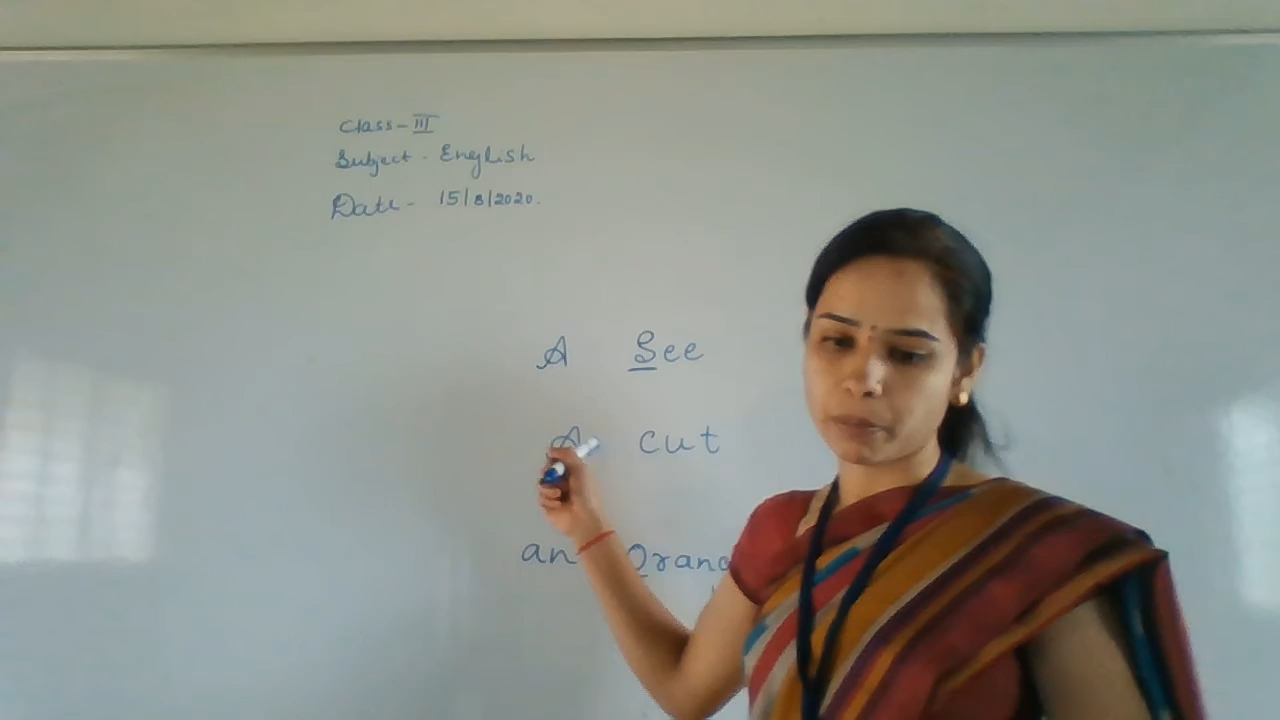 Class - III
Subject - English
Date - 15/8/2020.
A See
A cut
an Orang